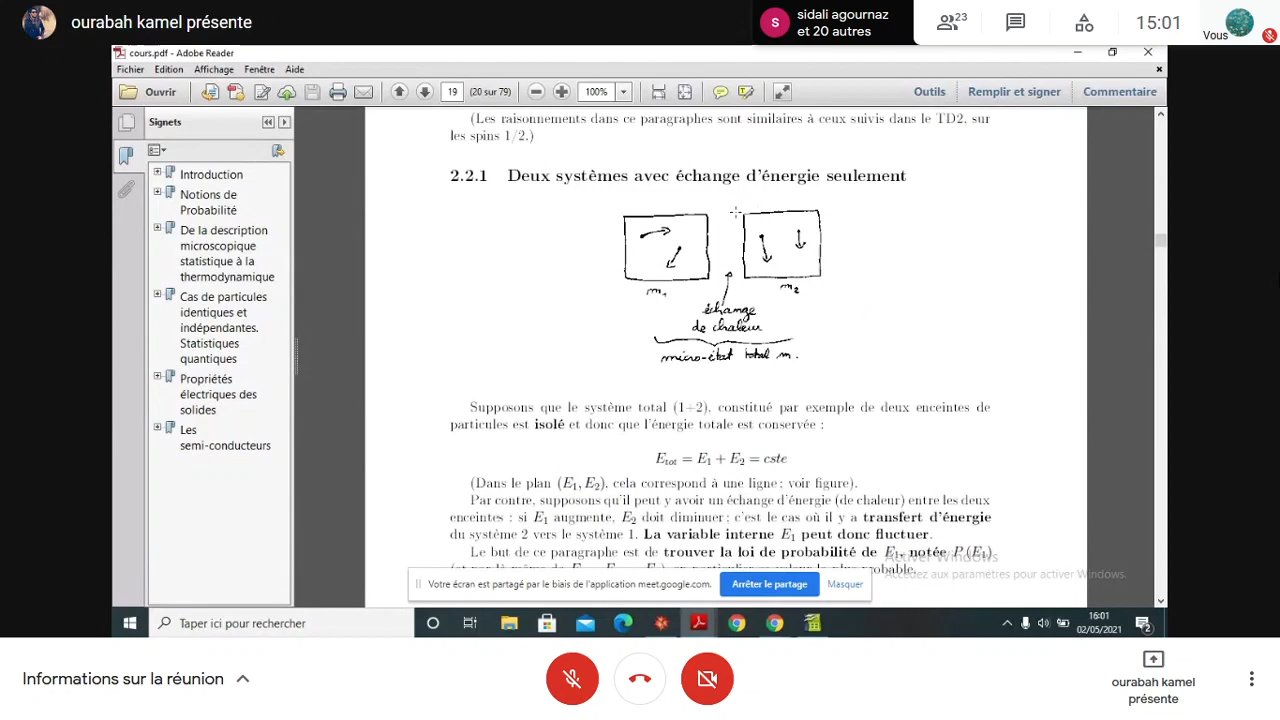 ourabah kamel présente
S
sidali agournaz
et 20 autres
23
15:01
Vous
cours.pdf - Adobe Reader
Fichier Edition Affichage Fenêtre Aide
Ouvrir
19 (20 sur 79)
100%
Outils Remplir et signer Commentaire
Signets
Introduction
Notions de
Probabilité
De la description
microscopique
statistique à la
thermodynamique
Cas de particules
identiques et
indépendantes.
Statistiques
quantiques
Propriétés
électriques des
solides
Les
semi-conducteurs
(Les raisonnements dans ce paragraphes sont similaires à ceux suivis dans le TD2, sur
les spins 1/2.)
2.2.1 Deux systèmes avec échange d'énergie seulement
m₁
m₂
échange
de chaleur
micro-état total m.
Supposons que le système total (1+2), constitué par exemple de deux enceintes de
particules est isolé et donc que l'énergie totale est conservée :
E_tot = E₁ + E₂ = cste
(Dans le plan (E₁, E₂), cela correspond à une ligne : voir figure).
Par contre, supposons qu'il peut y avoir un échange d'énergie (de chaleur) entre les deux
enceintes : si E₁ augmente, E₂ doit diminuer ; c'est le cas où il y a transfert d'énergie
du système 2 vers le système 1. La variable interne E₁ peut donc fluctuer.
Le but de ce paragraphe est de trouver la loi de probabilité de E₁, notée P(E₁)
probable.
Activer Windows
Accédez aux paramètres pour activer Windows.
Votre écran est partagé par le biais de l'application meet.google.com.
Arrêter le partage
Masquer
Taper ici pour rechercher
16:01
02/05/2021
2
Informations sur la réunion
ourabah kamel
présente